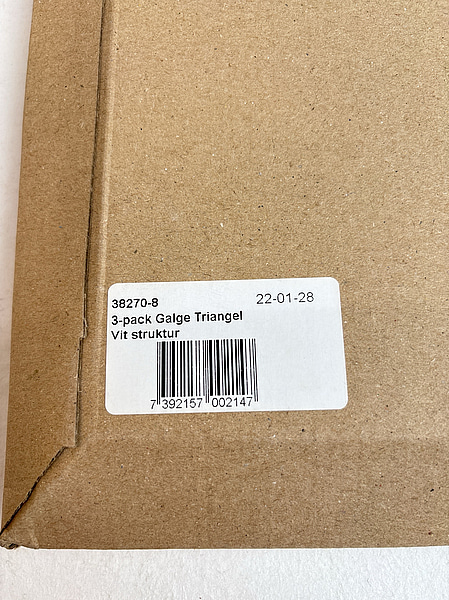 38270-8 22-01-28
3-pack Galge Triangel
Vit struktur
7 392157 002147